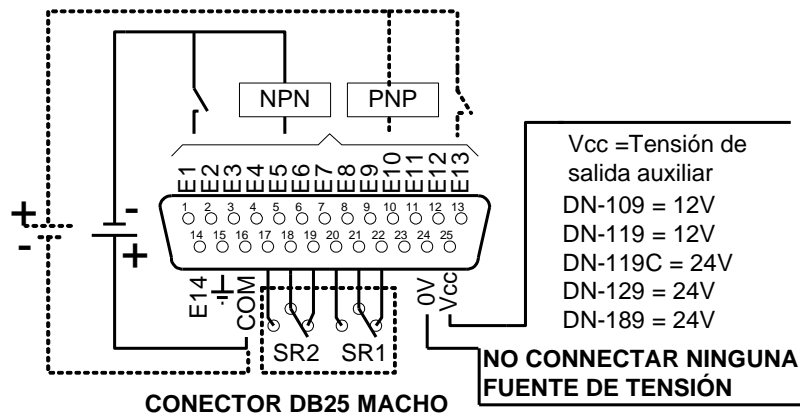 NPN PNP
+ - - +
E1 E2 E3 E4 E5 E6 E7 E8 E9 E10 E11 E12 E13
1 2 3 4 5 6 7 8 9 10 11 12 13
14 15 16 17 18 19 20 21 22 23 24 25
E14 COM 0V Vcc
SR2 SR1
Vcc =Tensión de
salida auxiliar
DN-109 = 12V
DN-119 = 12V
DN-119C = 24V
DN-129 = 24V
DN-189 = 24V
NO CONNECTAR NINGUNA
FUENTE DE TENSIÓN
CONECTOR DB25 MACHO